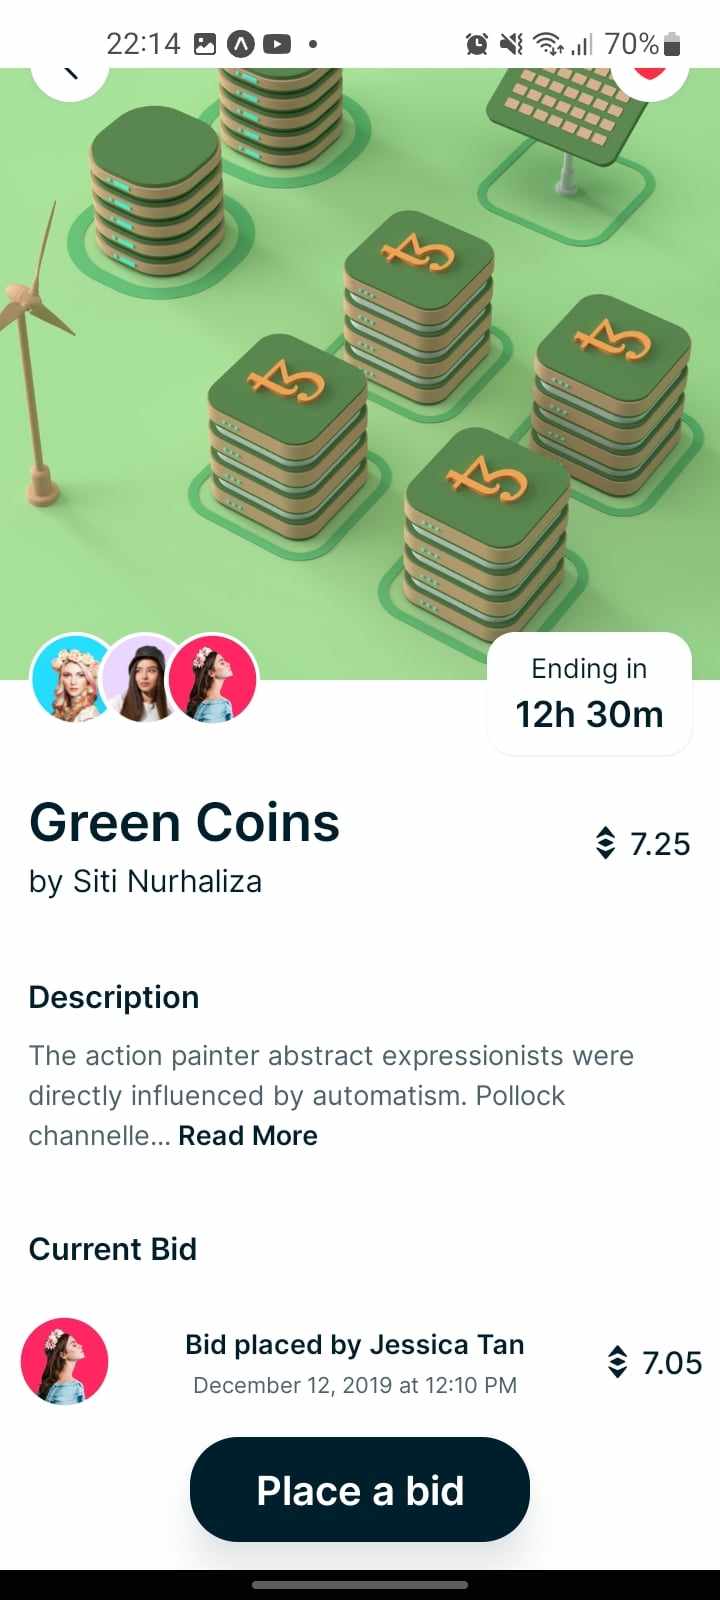 22:14 70%
Ending in
12h 30m
Green Coins
7.25
by Siti Nurhaliza
Description
The action painter abstract expressionists were
directly influenced by automatism. Pollock
channelle... Read More
Current Bid
Bid placed by Jessica Tan
7.05
December 12, 2019 at 12:10 PM
Place a bid